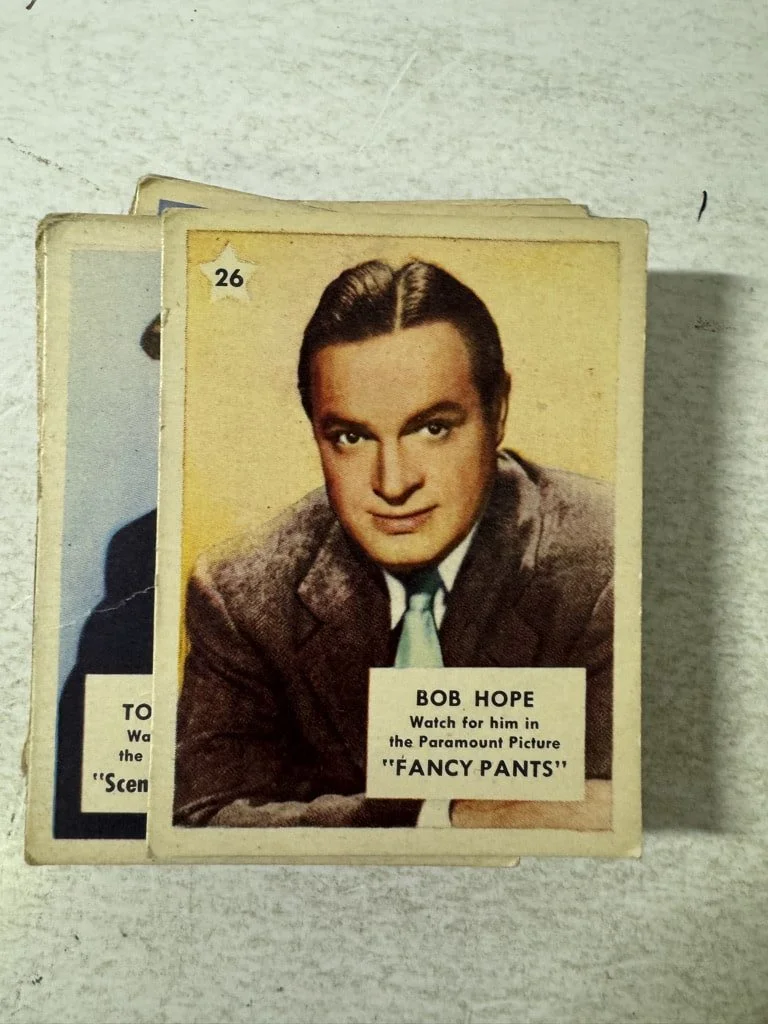 26
BOB HOPE
Watch for him in
the Paramount Picture
"FANCY PANTS"
TO
Wa
the
"Scen